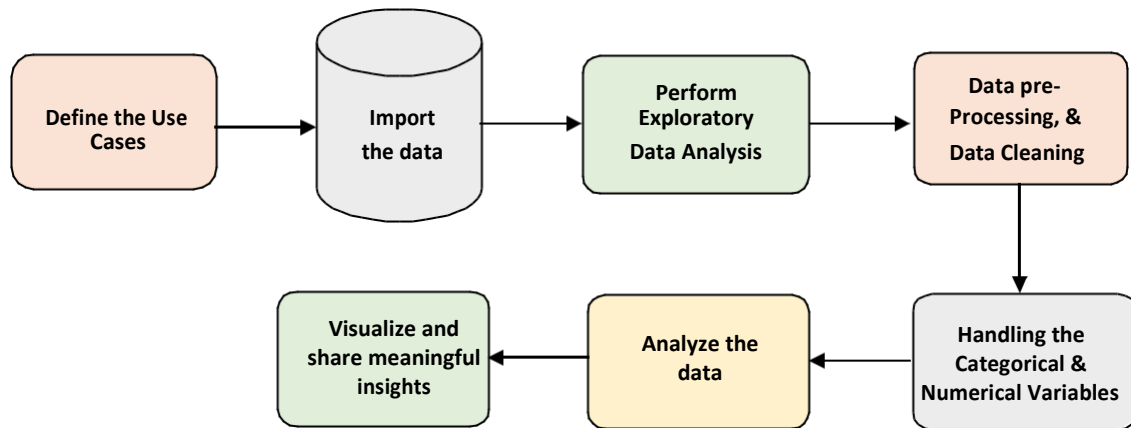 Define the Use
Cases
Import
the data
Perform
Exploratory
Data Analysis
Data pre-
Processing, &
Data Cleaning
Handling the
Categorical &
Numerical Variables
Analyze the
data
Visualize and
share meaningful
insights